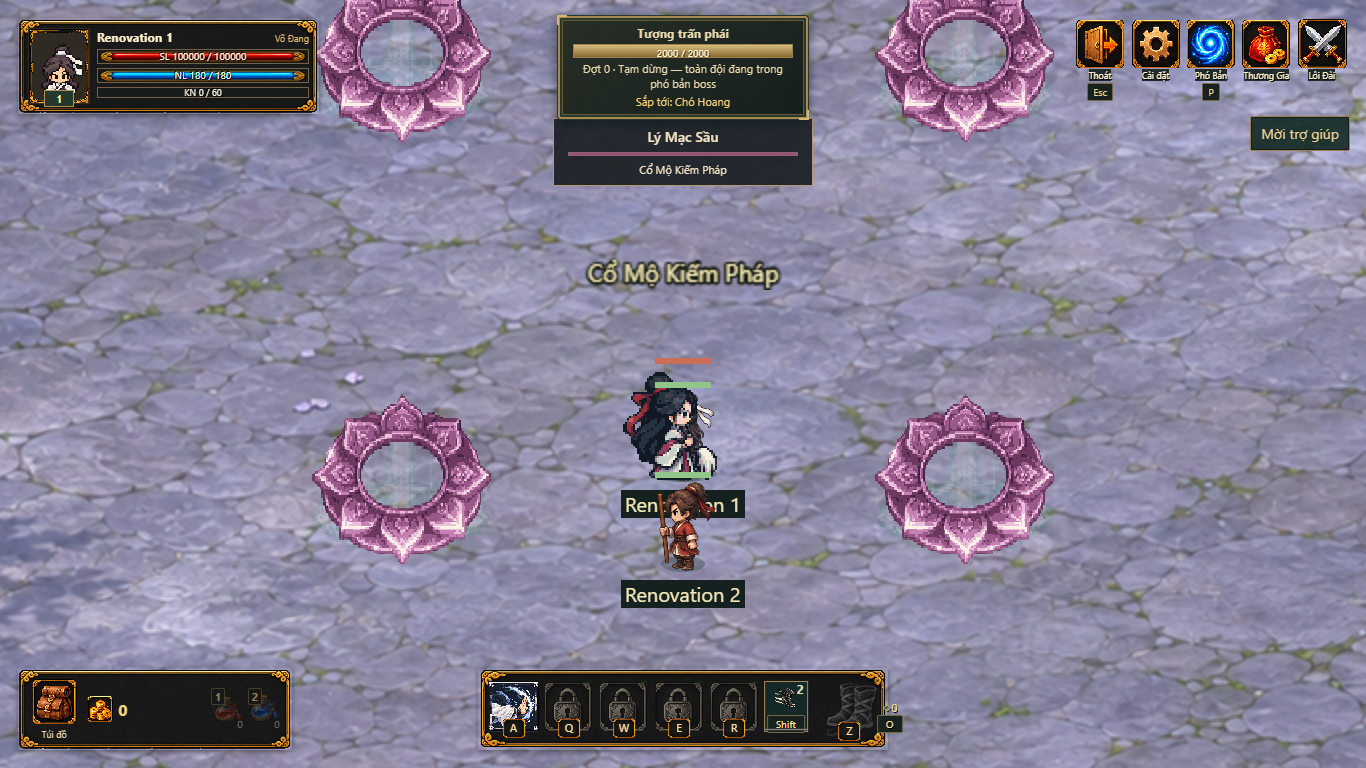 Renovation 1
Võ Đang
SL 100000 / 100000
NL 180 / 180
KN 0 / 60
1
Tượng trấn phái
2000 / 2000
Đợt 0 · Tạm dừng — toàn đội đang trong
phó bản boss
Sắp tới: Chó Hoang
Lý Mạc Sầu
Cổ Mộ Kiếm Pháp
Thoát
Cài đặt
Phó Bản
Thương Gia
Lôi Đài
Esc
P
Mời trợ giúp
Cổ Mộ Kiếm Pháp
Renovation 2
Túi đồ
0
1
0
2
0
A
Q
W
E
R
2
Shift
Z
0
O